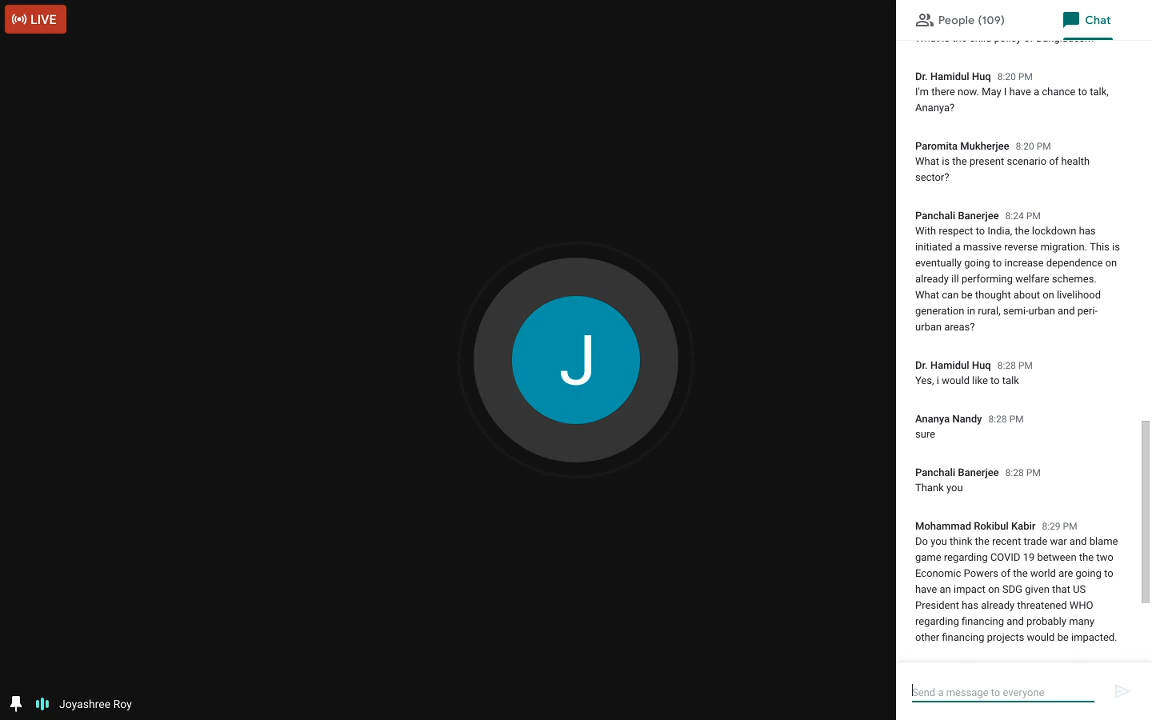 LIVE
People (109)
Chat
What is the child policy of Bangladesh?
Dr. Hamidul Huq 8:20 PM
I'm there now. May I have a chance to talk,
Ananya?
Paromita Mukherjee 8:20 PM
What is the present scenario of health
sector?
Panchali Banerjee 8:24 PM
With respect to India, the lockdown has
initiated a massive reverse migration. This is
eventually going to increase dependence on
already ill performing welfare schemes.
What can be thought about on livelihood
generation in rural, semi-urban and peri-
urban areas?
Dr. Hamidul Huq 8:28 PM
Yes, i would like to talk
Ananya Nandy 8:28 PM
sure
Panchali Banerjee 8:28 PM
Thank you
Mohammad Rokibul Kabir 8:29 PM
Do you think the recent trade war and blame
game regarding COVID 19 between the two
Economic Powers of the world are going to
have an impact on SDG given that US
President has already threatened WHO
regarding financing and probably many
other financing projects would be impacted.
Send a message to everyone
J
Joyashree Roy